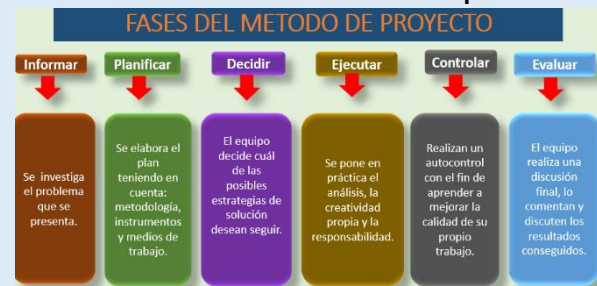 FASES DEL METODO DE PROYECTO
Informar
Planificar
Decidir
Ejecutar
Controlar
Evaluar
Se investiga
el problema
que se
presenta.
Se elabora el
plan
teniendo en
cuenta:
metodología,
instrumentos
y medios de
trabajo.
El equipo
decide cuál
de las
posibles
estrategias de
solución
desean seguir.
Se pone en
práctica el
análisis, la
creatividad
propia y la
responsabilidad.
Realizan un
autocontrol
con el fin de
aprender a
mejorar la
calidad de su
propio
trabajo.
El equipo
realiza una
discusión
final, lo
comentan y
discuten los
resultados
conseguidos.